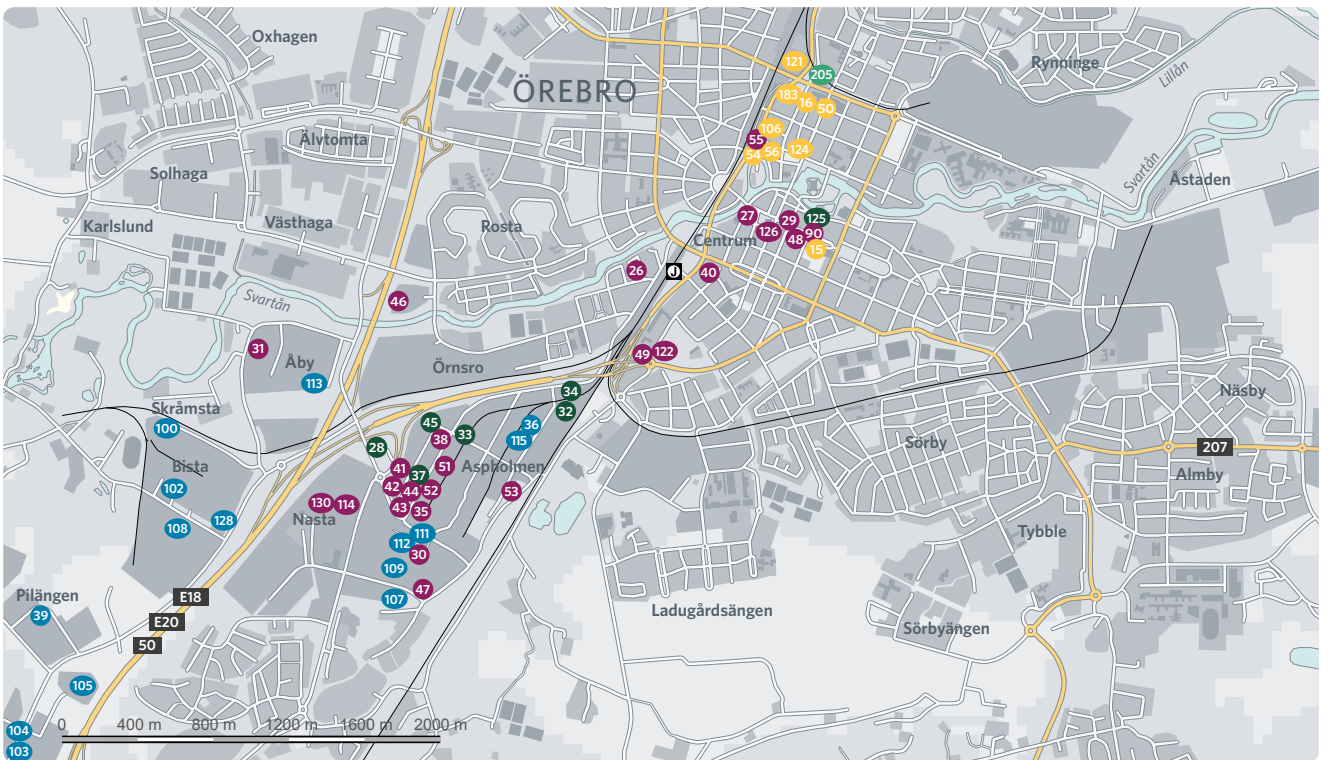 Oxhagen
ÖREBRO
121
205
Rynninge
Lillån
183
16
50
106
55
54
56
124
Älvtomta
Solhaga
Svartån
Åstaden
Karlslund
Västhaga
Rosta
27
29
125
126
48
90
15
Centrum
26
J
40
Svartån
46
31
Åby
113
Örnsro
49
122
34
32
Näsby
Skråmsta
100
45
38
33
36
115
28
Sörby
207
Almby
Bista
41
37
51
Aspholmen
102
42
44
52
53
130
114
43
35
Nasta
128
108
111
112
30
109
Tybble
47
107
E18
Pilängen
39
E20
50
Ladugårdsängen
Sörbyängen
105
104
103
0 400 m 800 m 1200 m 1600 m 2000 m